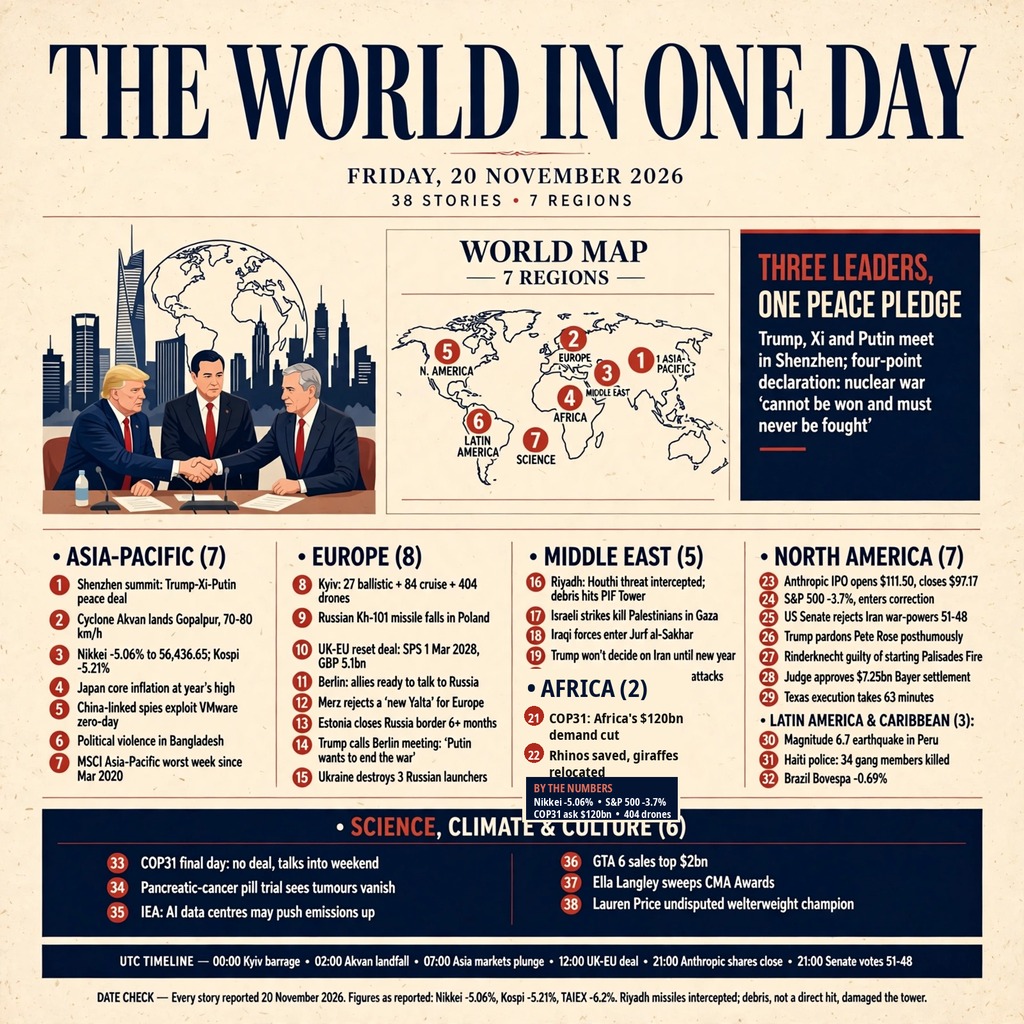 THE WORLD IN ONE DAY
FRIDAY, 20 NOVEMBER 2026
38 STORIES • 7 REGIONS
WORLD MAP
7 REGIONS
5
N. AMERICA
2
EUROPE
1
1 ASIA-
PACIFIC
3
MIDDLE EAST
4
AFRICA
6
LATIN
AMERICA
7
SCIENCE
THREE LEADERS,
ONE PEACE PLEDGE
Trump, Xi and Putin meet
in Shenzhen; four-point
declaration: nuclear war
‘cannot be won and must
never be fought’
• ASIA-PACIFIC (7)
1 Shenzhen summit: Trump-Xi-Putin
peace deal
2 Cyclone Akvan lands Gopalpur, 70-80
km/h
3 Nikkei -5.06% to 56,436.65; Kospi
-5.21%
4 Japan core inflation at year’s high
5 China-linked spies exploit VMware
zero-day
6 Political violence in Bangladesh
7 MSCI Asia-Pacific worst week since
Mar 2020
• EUROPE (8)
8 Kyiv: 27 ballistic + 84 cruise + 404
drones
9 Russian Kh-101 missile falls in Poland
10 UK-EU reset deal: SPS 1 Mar 2028,
GBP 5.1bn
11 Berlin: allies ready to talk to Russia
12 Merz rejects a ‘new Yalta’ for Europe
13 Estonia closes Russia border 6+ months
14 Trump calls Berlin meeting: ‘Putin
wants to end the war’
15 Ukraine destroys 3 Russian launchers
• MIDDLE EAST (5)
16 Riyadh: Houthi threat intercepted;
debris hits PIF Tower
17 Israeli strikes kill Palestinians in Gaza
18 Iraqi forces enter Jurf al-Sakhar
19 Trump won’t decide on Iran until new year
attacks
• AFRICA (2)
21 COP31: Africa's $120bn
demand cut
22 Rhinos saved, giraffes
relocated
BY THE NUMBERS
Nikkei -5.06% • S&P 500 -3.7%
COP31 ask $120bn • 404 drones
• NORTH AMERICA (7)
23 Anthropic IPO opens $111.50, closes $97.17
24 S&P 500 -3.7%, enters correction
25 US Senate rejects Iran war-powers 51-48
26 Trump pardons Pete Rose posthumously
27 Rinderknecht guilty of starting Palisades Fire
28 Judge approves $7.25bn Bayer settlement
29 Texas execution takes 63 minutes
• LATIN AMERICA & CARIBBEAN (3):
30 Magnitude 6.7 earthquake in Peru
31 Haiti police: 34 gang members killed
32 Brazil Bovespa -0.69%
• SCIENCE, CLIMATE & CULTURE (6)
33 COP31 final day: no deal, talks into weekend
34 Pancreatic-cancer pill trial sees tumours vanish
35 IEA: AI data centres may push emissions up
36 GTA 6 sales top $2bn
37 Ella Langley sweeps CMA Awards
38 Lauren Price undisputed welterweight champion
UTC TIMELINE — 00:00 Kyiv barrage • 02:00 Akvan landfall • 07:00 Asia markets plunge • 12:00 UK-EU deal • 21:00 Anthropic shares close • 21:00 Senate votes 51-48
DATE CHECK — Every story reported 20 November 2026. Figures as reported: Nikkei -5.06%, Kospi -5.21%, TAIEX -6.2%. Riyadh missiles intercepted; debris, not a direct hit, damaged the tower.